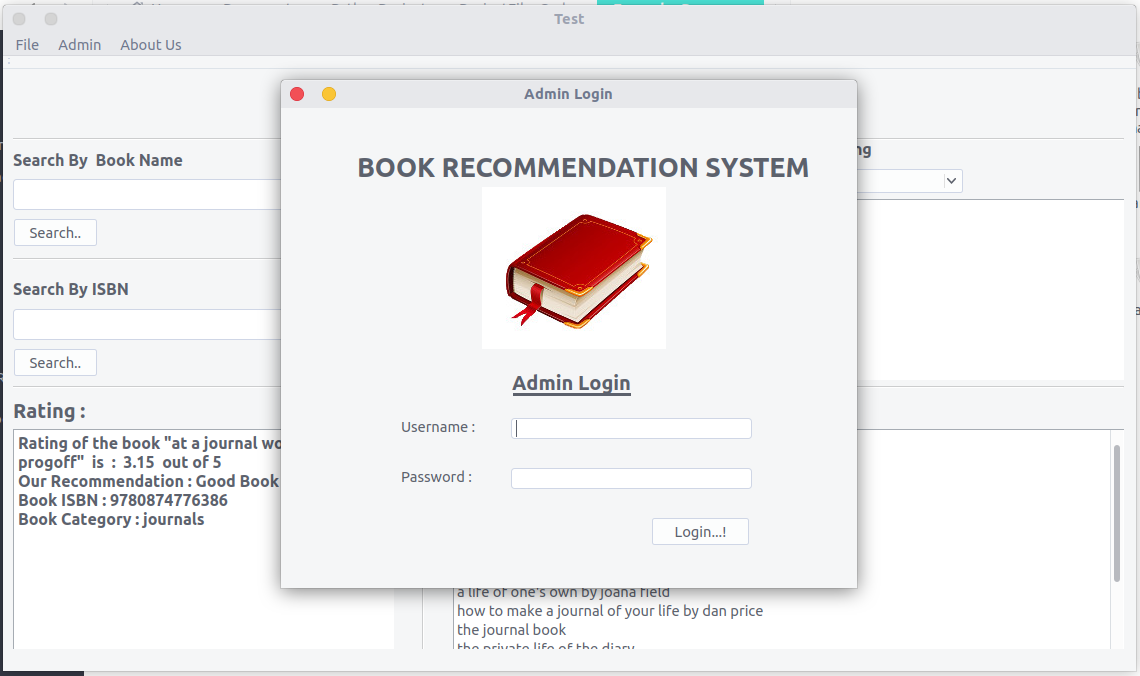 Test
File Admin About Us
Admin Login
BOOK RECOMMENDATION SYSTEM
Admin Login
Username :
Password :
Login...!
Search By Book Name
Search..
Search By ISBN
Search..
Rating :
Rating of the book "at a journal wo
progoff" is : 3.15 out of 5
Our Recommendation : Good Book
Book ISBN : 9780874776386
Book Category : journals
ng
a life of one's own by joana field
how to make a journal of your life by dan price
the journal book
the private life of the diary